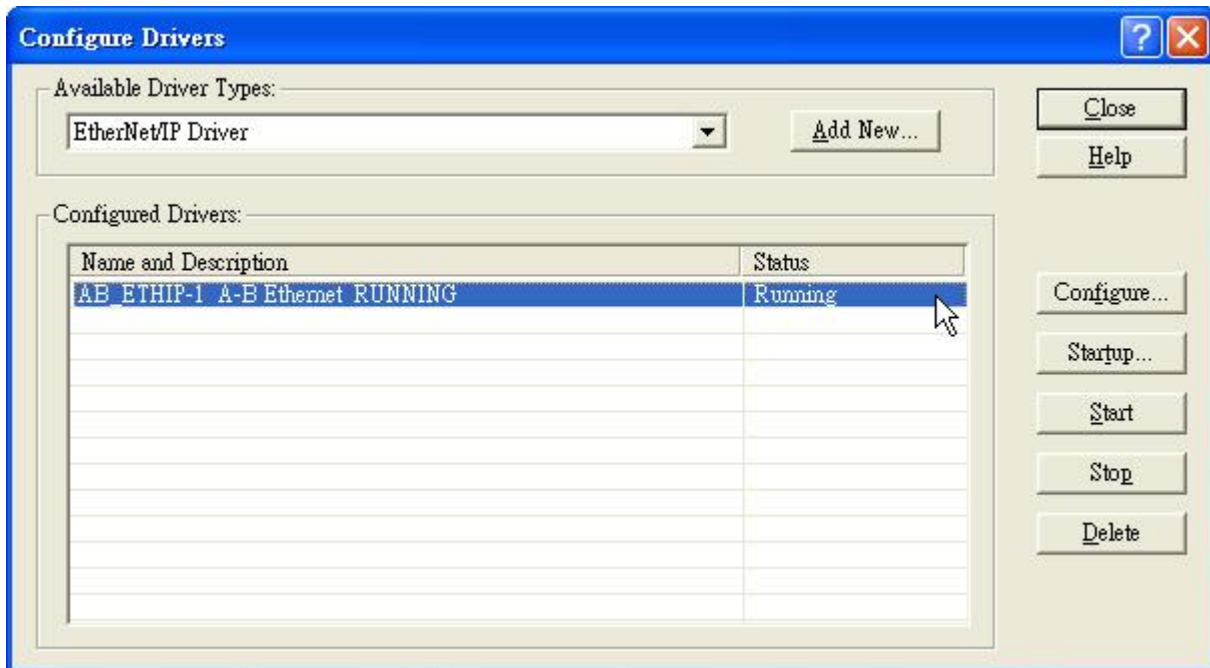 Configure Drivers
Available Driver Types:
EtherNet/IP Driver
Add New...
Close
Help
Configured Drivers:
Name and Description
Status
AB_ETHIP-1 A-B Ethernet RUNNING
Running
Configure...
Startup...
Start
Stop
Delete